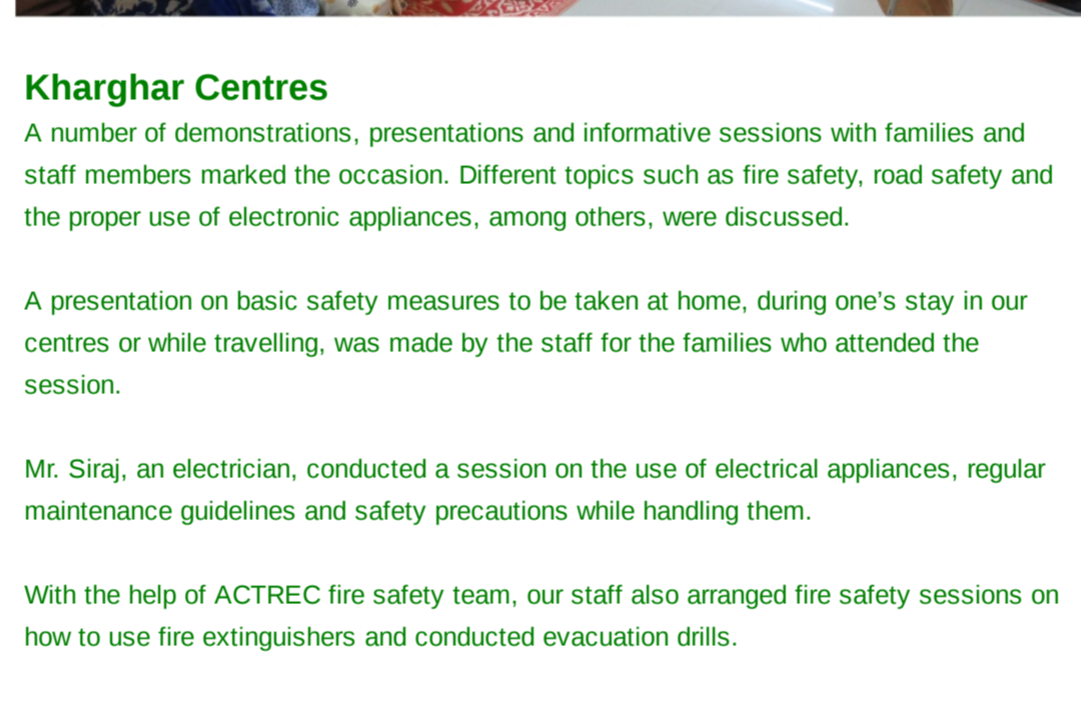 Kharghar Centres
A number of demonstrations, presentations and informative sessions with families and
staff members marked the occasion. Different topics such as fire safety, road safety and
the proper use of electronic appliances, among others, were discussed.
A presentation on basic safety measures to be taken at home, during one’s stay in our
centres or while travelling, was made by the staff for the families who attended the
session.
Mr. Siraj, an electrician, conducted a session on the use of electrical appliances, regular
maintenance guidelines and safety precautions while handling them.
With the help of ACTREC fire safety team, our staff also arranged fire safety sessions on
how to use fire extinguishers and conducted evacuation drills.